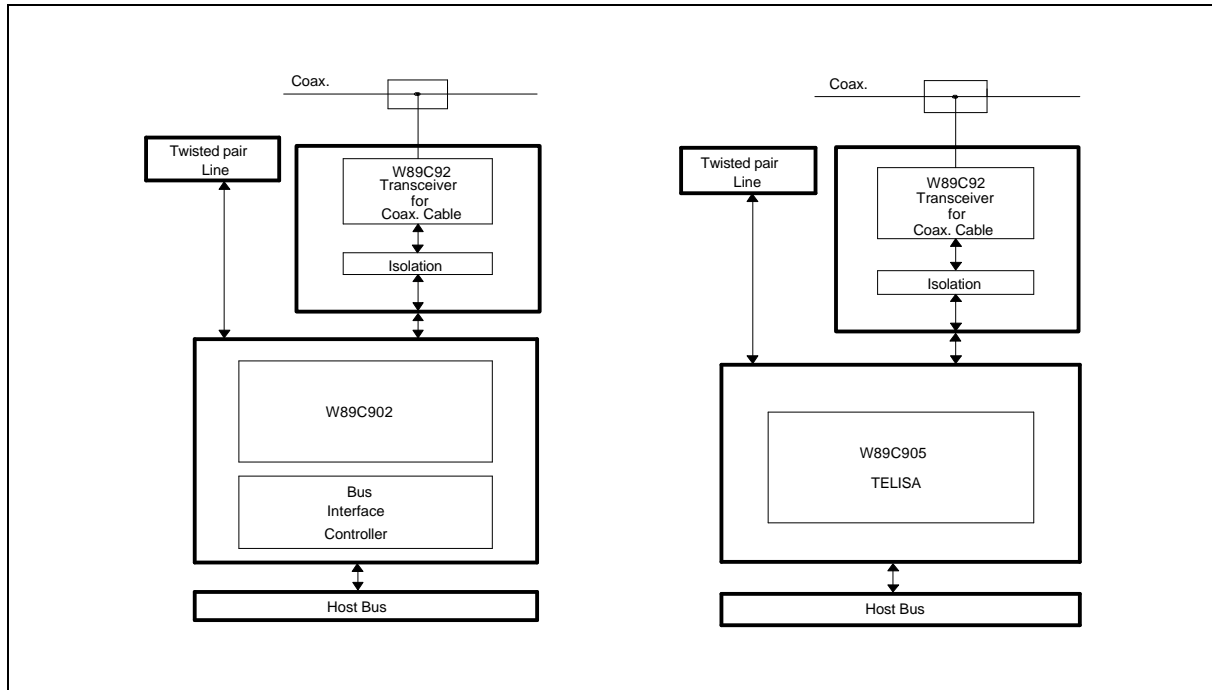 Coax.
Twisted pair
Line
W89C92
Transceiver
for
Coax. Cable
Isolation
W89C902
Bus
Interface
Controller
Host Bus
Coax.
Twisted pair
Line
W89C92
Transceiver
for
Coax. Cable
Isolation
W89C905
TELISA
Host Bus